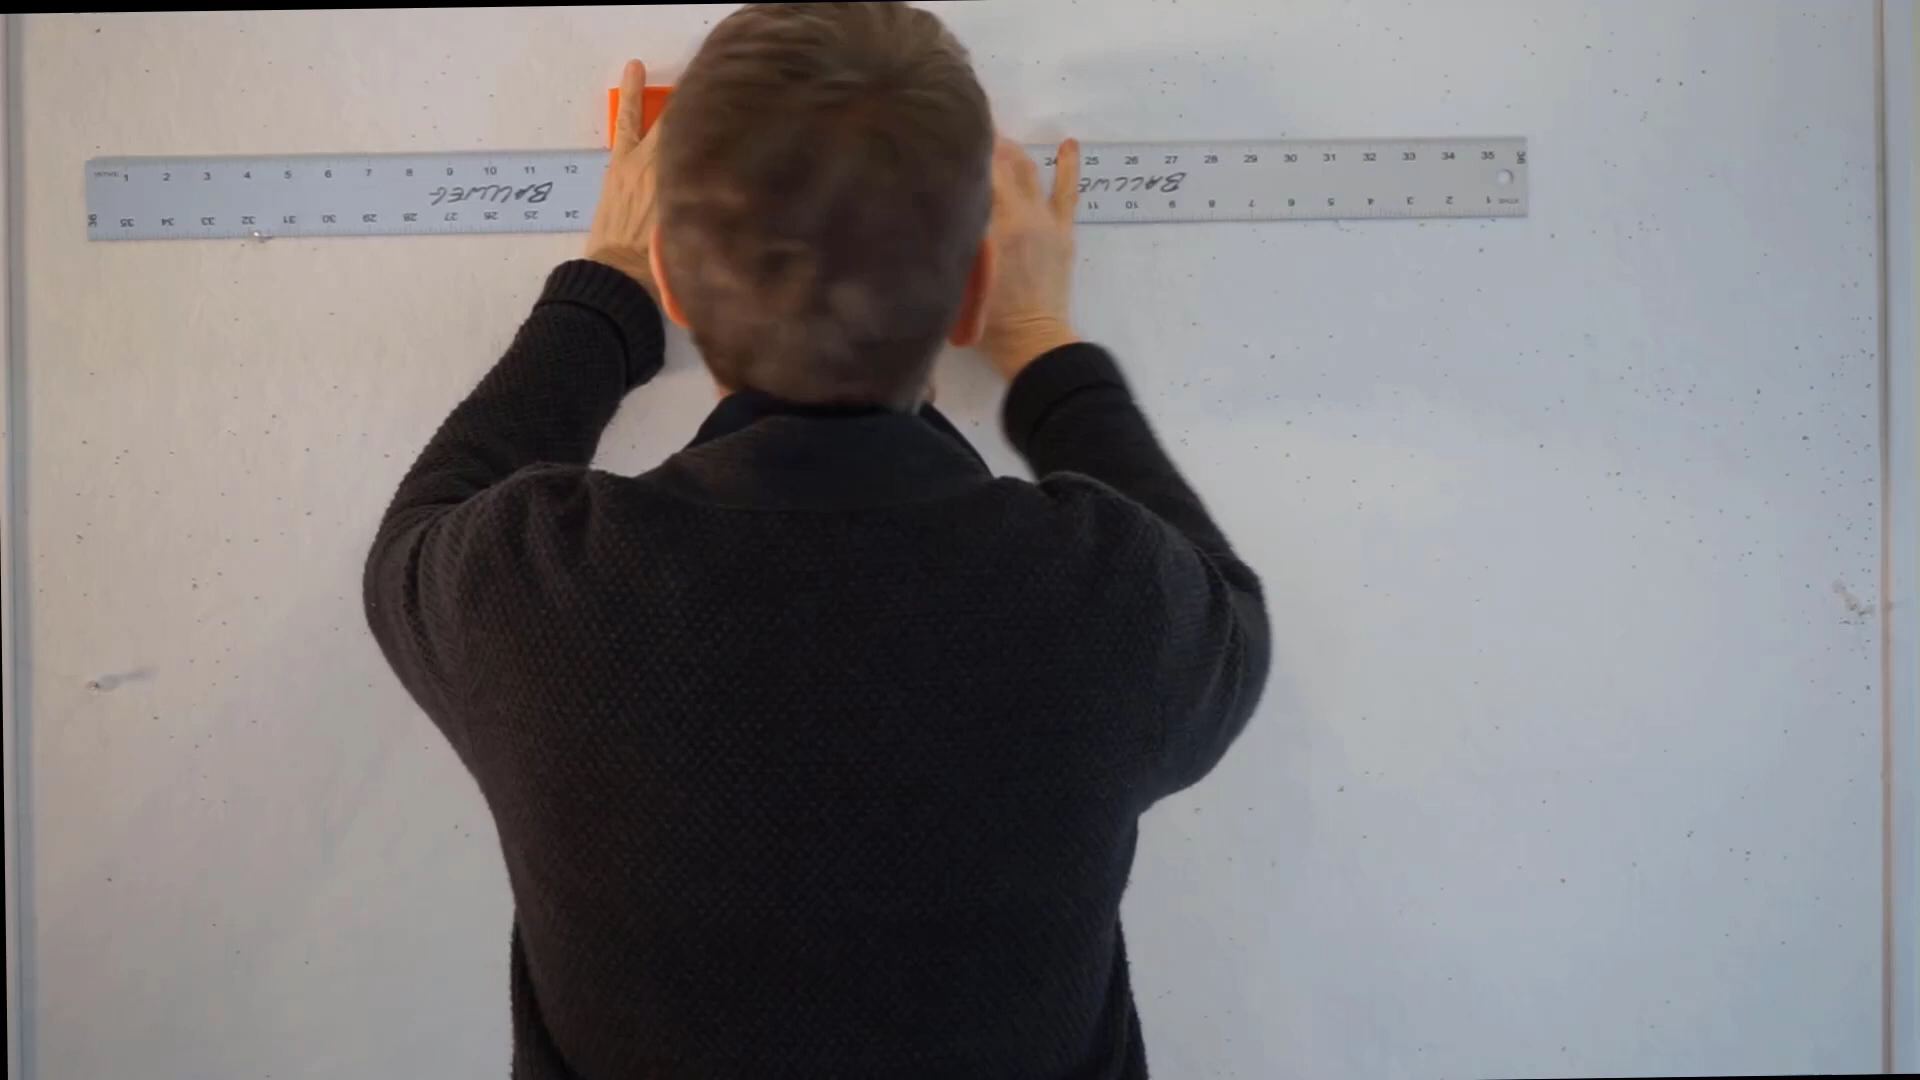 1 2 3 4 5 6 7 8 9 10 11 12
BALLWEG
36 35 34 33 32 31 30 29 28 27 26 25 24
24 25 26 27 28 29 30 31 32 33 34 35 36
BALLWE
11 10 9 8 7 6 5 4 3 2 1